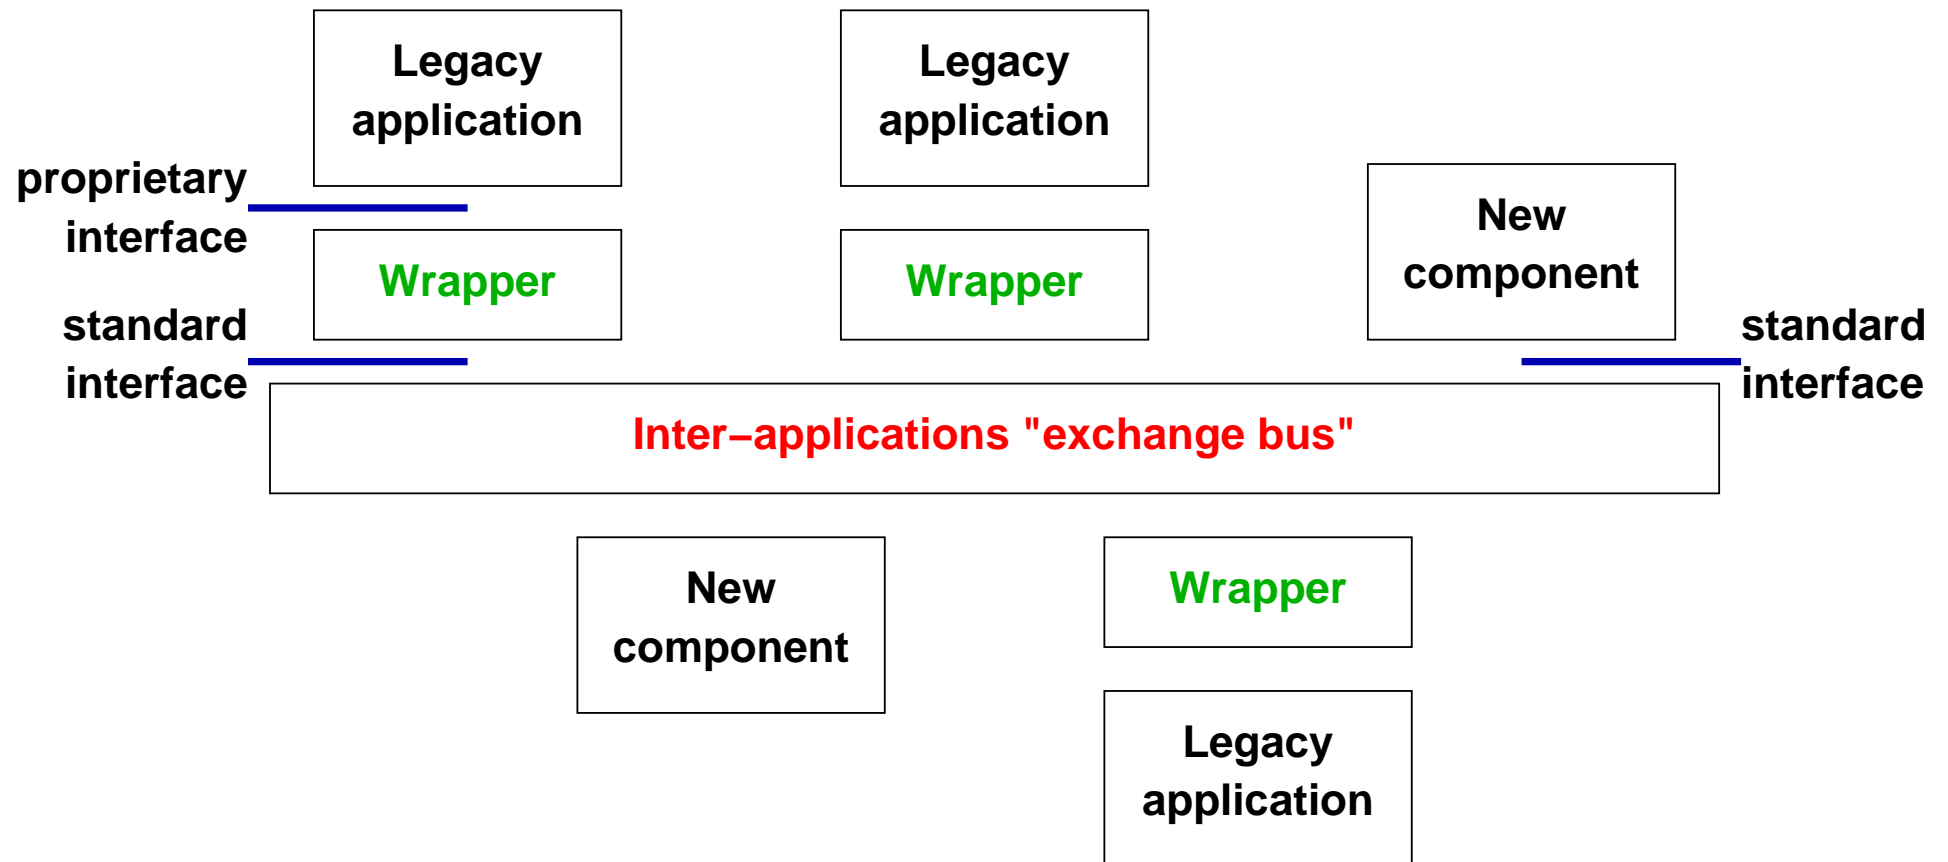 Legacy
application
Legacy
application
proprietary
interface
New
component
Wrapper
Wrapper
standard
interface
standard
interface
Inter−applications "exchange bus"
New
component
Wrapper
Legacy
application